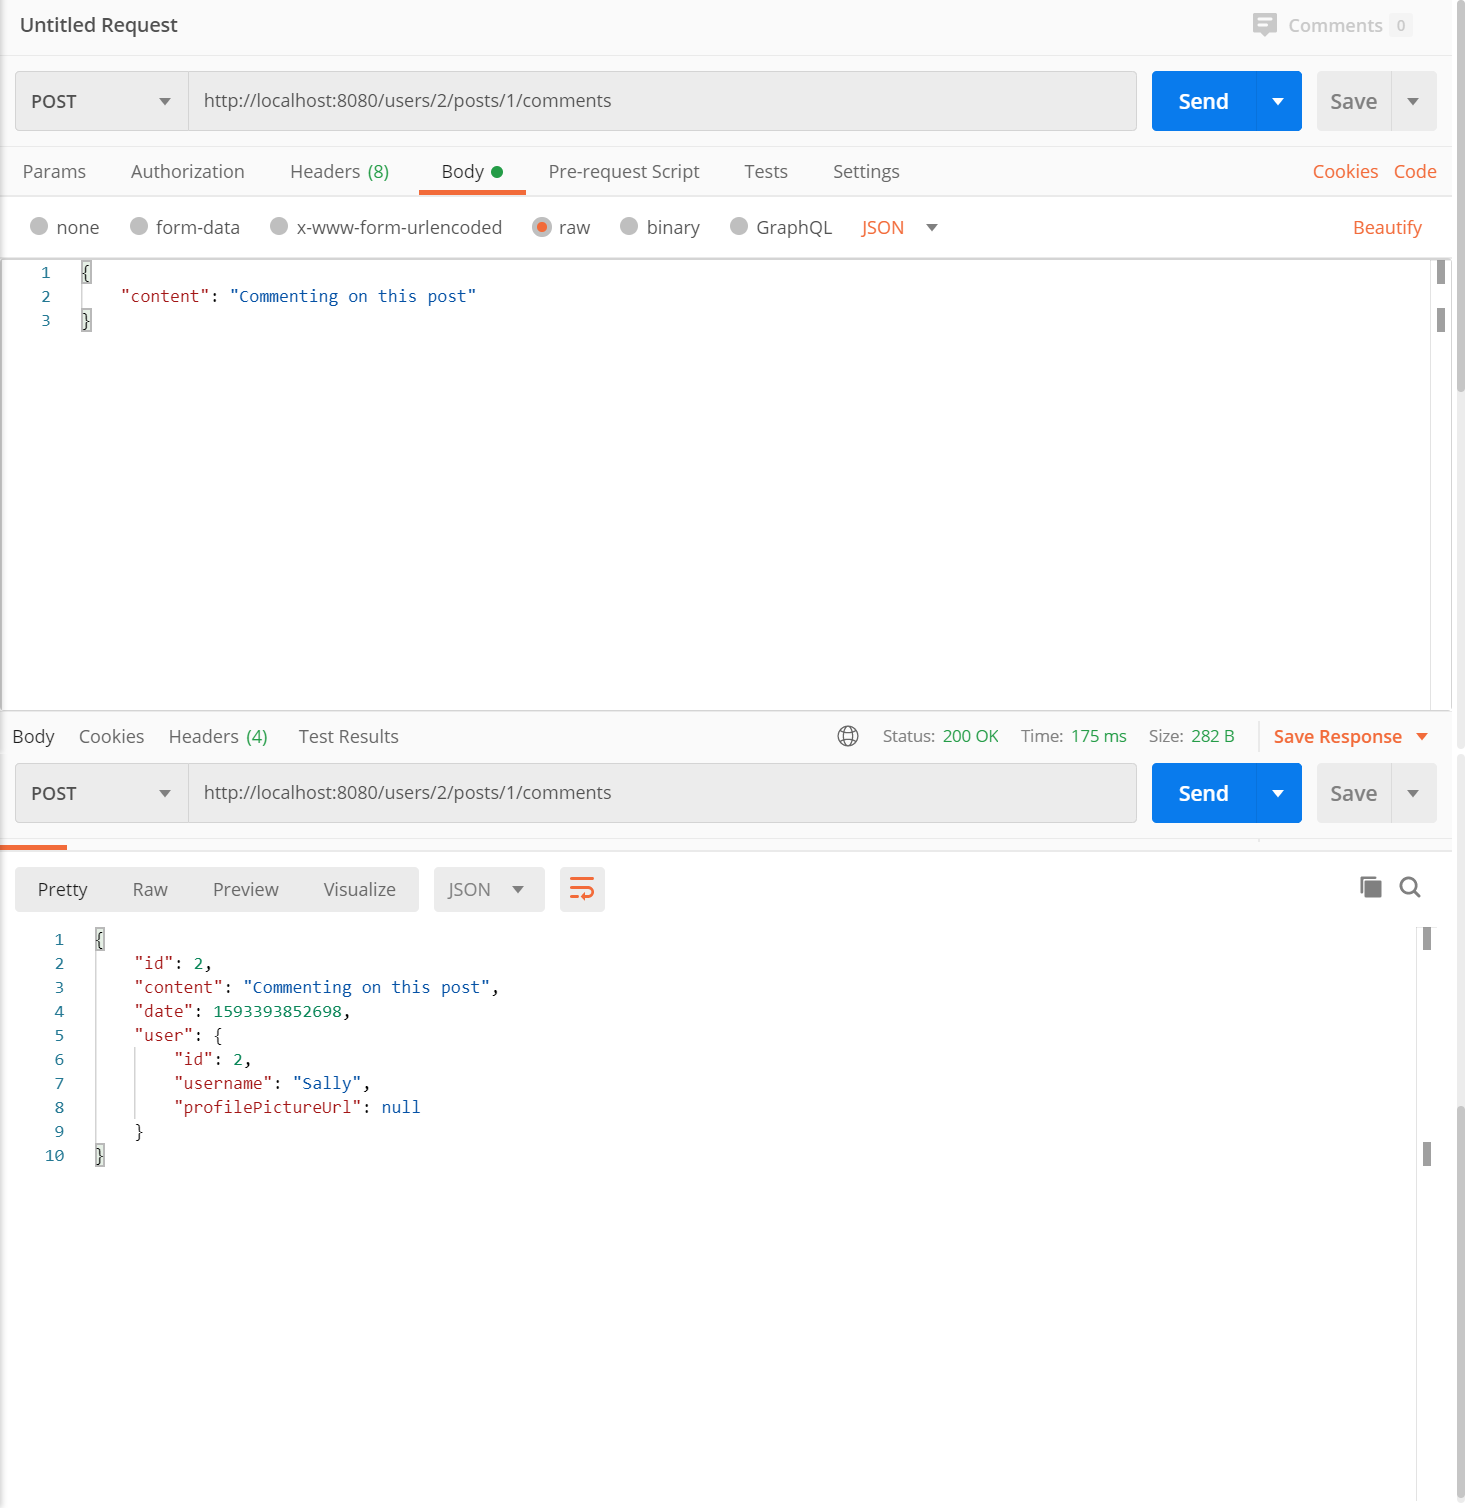 Untitled Request
Comments 0
POST http://localhost:8080/users/2/posts/1/comments Send Save
Params Authorization Headers (8) Body Pre-request Script Tests Settings Cookies Code
none form-data x-www-form-urlencoded raw binary GraphQL JSON Beautify
1 {
2 "content": "Commenting on this post"
3 }
Body Cookies Headers (4) Test Results Status: 200 OK Time: 175 ms Size: 282 B Save Response
POST http://localhost:8080/users/2/posts/1/comments Send Save
Pretty Raw Preview Visualize JSON
1 {
2 "id": 2,
3 "content": "Commenting on this post",
4 "date": 1593393852698,
5 "user": {
6 "id": 2,
7 "username": "Sally",
8 "profilePictureUrl": null
9 }
10 }